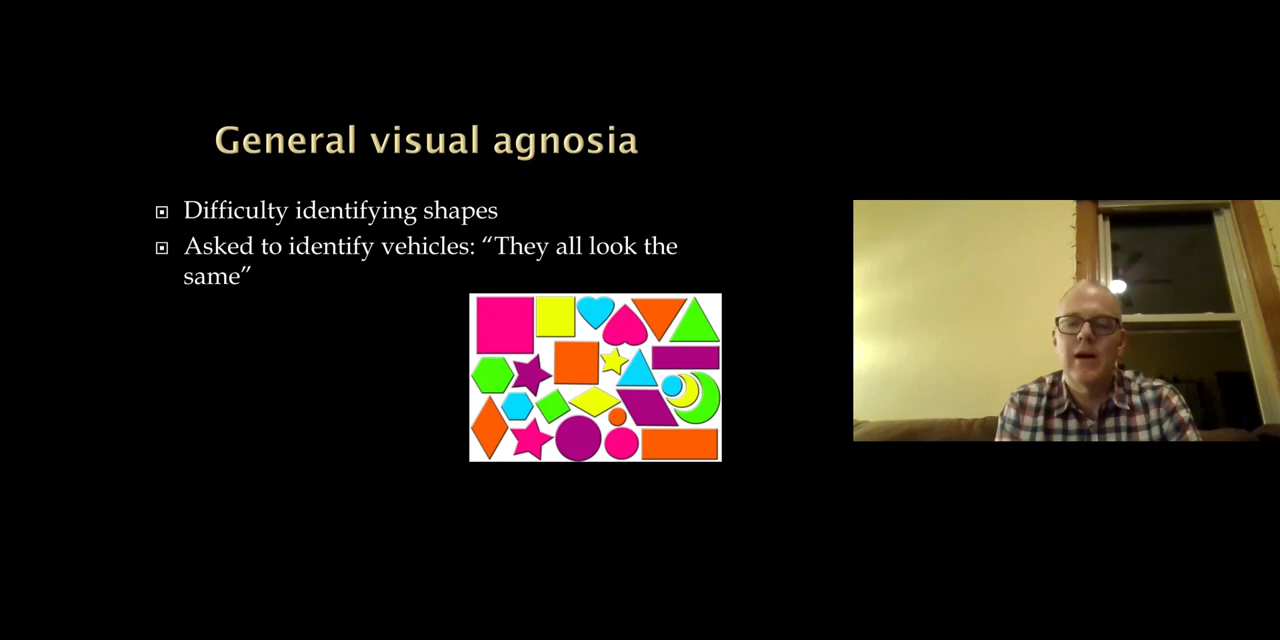 General visual agnosia
Difficulty identifying shapes
Asked to identify vehicles: “They all look the
same”